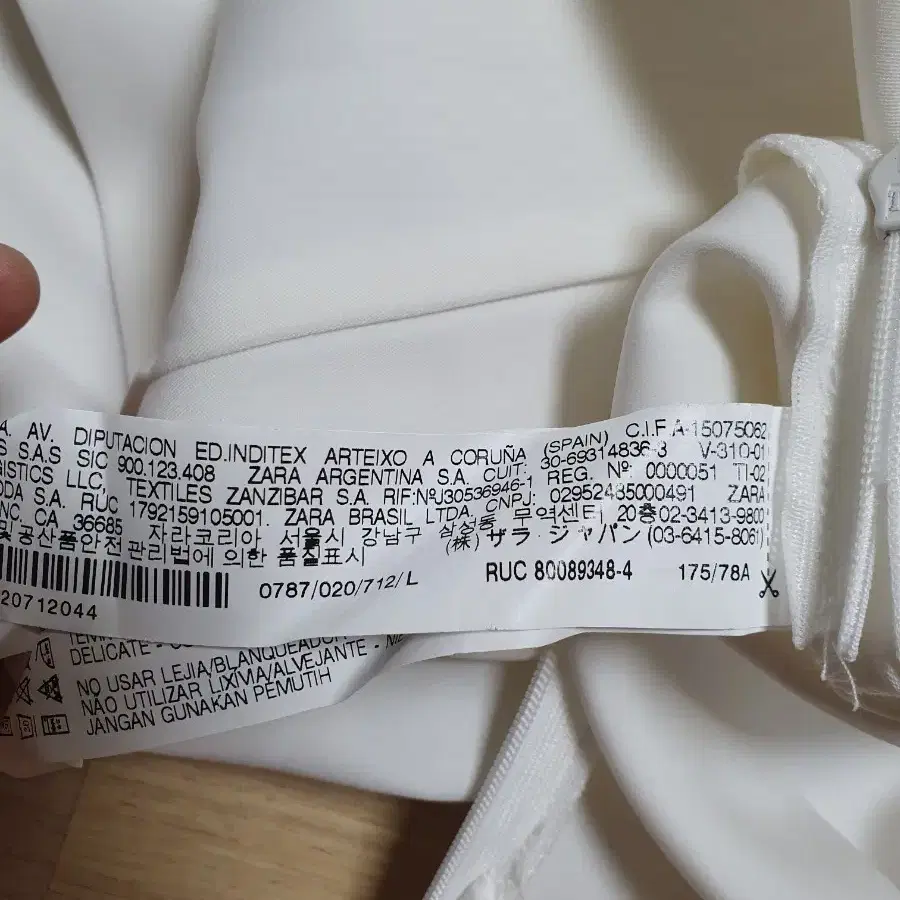 A. AV. DIPUTACION ED.INDITEX ARTEIXO A CORUÑA (SPAIN) C.I.F A-15075062
S S.A.S SIC 900.123.408 ZARA ARGENTINA S.A. CUIT: 30-69314836-3 V-310-01
GISTICS LLC, TEXTILES ZANZIBAR S.A. RIF:NºJ30536946-1 REG. Nº: 0000051 TI-02
ODA S.A. RUC 1792159105001. ZARA BRASIL LTDA. CNPJ: 02952485000491 ZARA
INC. CA 36685 자라코리아 서울시 강남구 삼성동 무역센터 20층02-3413-9800
및공산품안전관리법에 의한 품질표시 (株) ザラ・ジャパン (03-6415-8061)
0787/020/712/L RUC 80089348-4 175/78A
20712044
DELICATE -
NO USAR LEJIA/BLANQUEADOR
NAO UTILIZAR LIXIVIA/ALVEJANTE -
JANGAN GUNAKAN PEMUTIH